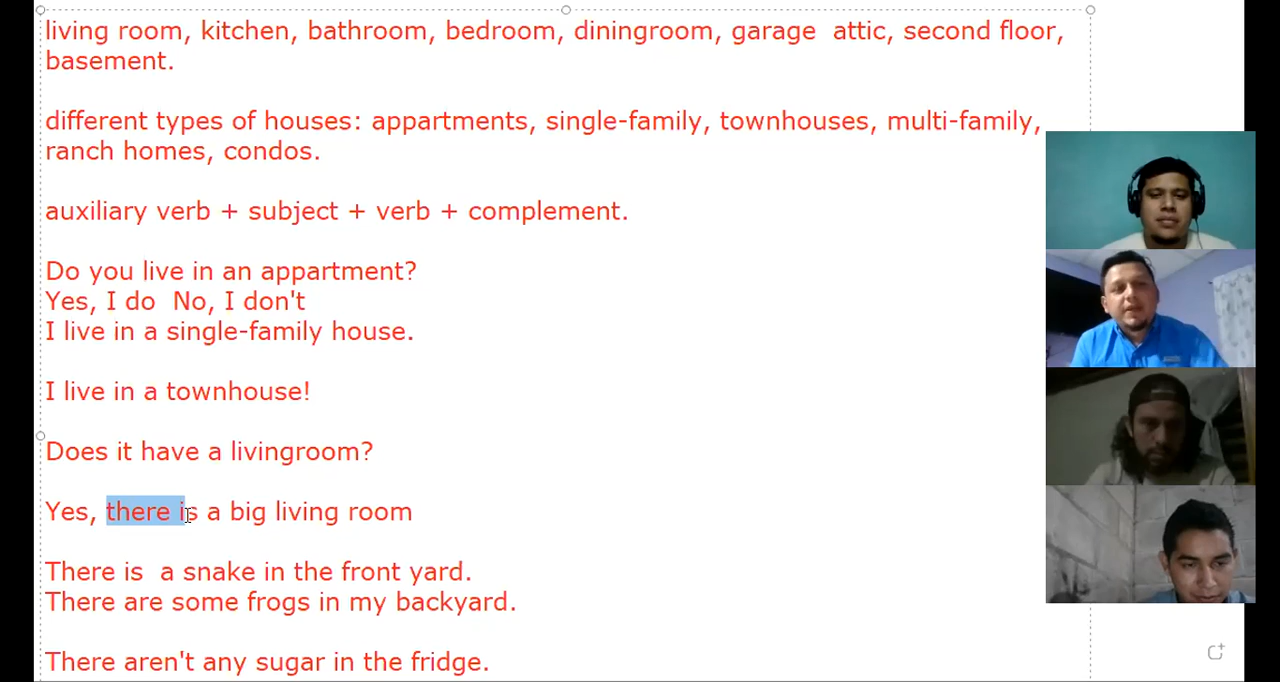 living room, kitchen, bathroom, bedroom, diningroom, garage  attic, second floor,
basement.
different types of houses: appartments, single-family, townhouses, multi-family,
ranch homes, condos.
auxiliary verb + subject + verb + complement.
Do you live in an appartment?
Yes, I do  No, I don't
I live in a single-family house.
I live in a townhouse!
Does it have a livingroom?
Yes, there is a big living room
There is  a snake in the front yard.
There are some frogs in my backyard.
There aren't any sugar in the fridge.